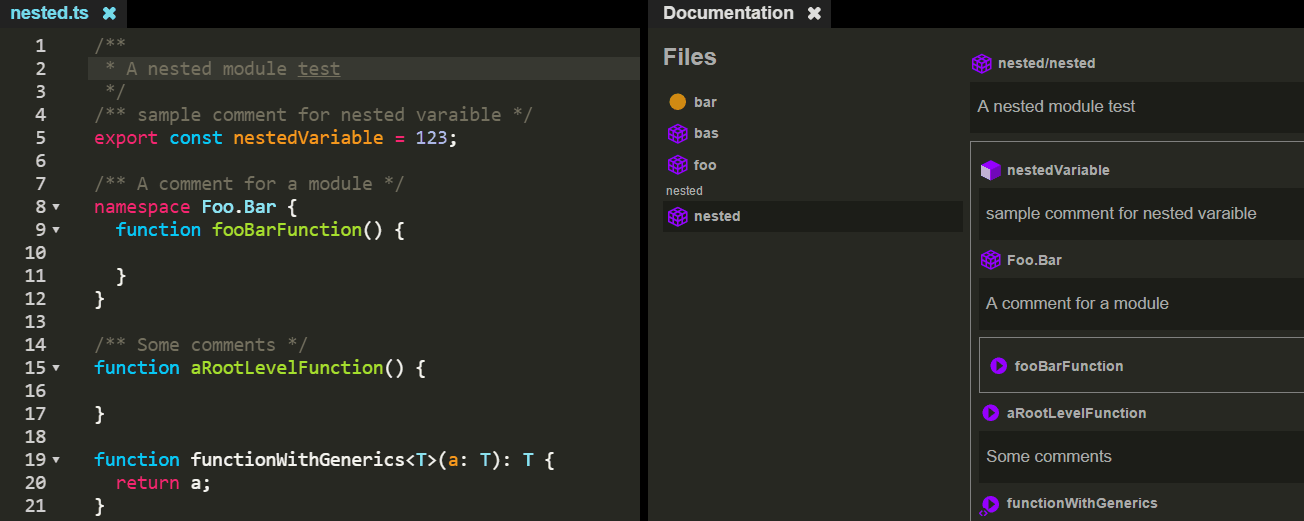 nested.ts ✖
1 /**
2  * A nested module test
3  */
4 /** sample comment for nested varaible */
5 export const nestedVariable = 123;
6
7 /** A comment for a module */
8 namespace Foo.Bar {
9   function fooBarFunction() {
10
11   }
12 }
13
14 /** Some comments */
15 function aRootLevelFunction() {
16
17 }
18
19 function functionWithGenerics<T>(a: T): T {
20   return a;
21 }
Documentation ✖
Files
bar
bas
foo
nested
nested
nested/nested
A nested module test
nestedVariable
sample comment for nested varaible
Foo.Bar
A comment for a module
fooBarFunction
aRootLevelFunction
Some comments
functionWithGenerics